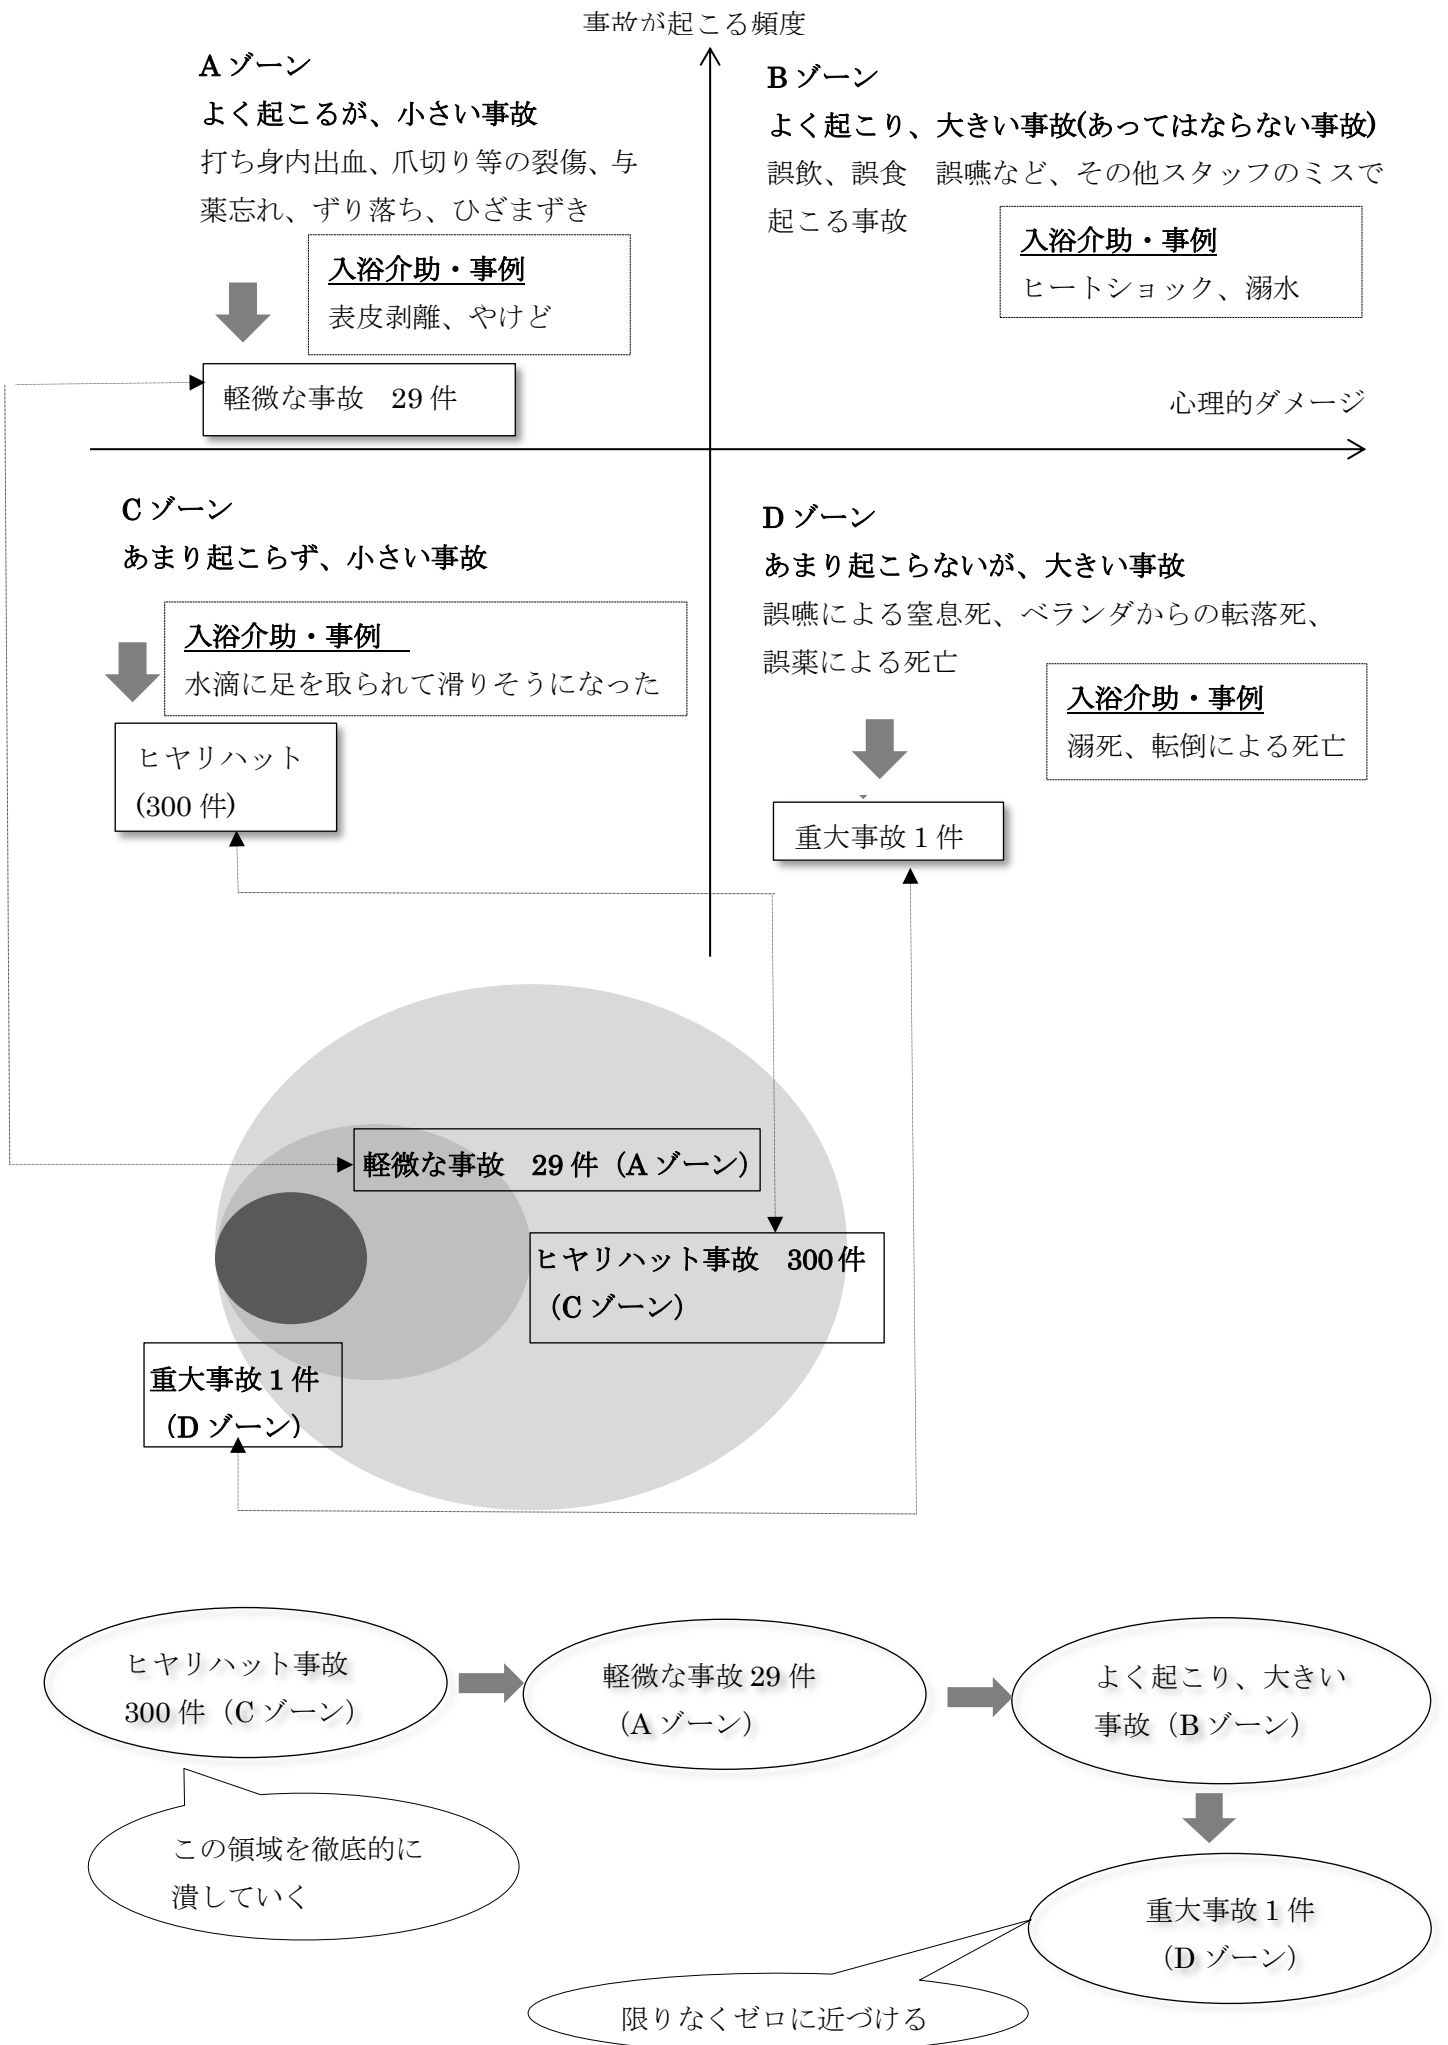 事故が起こる頻度
Aゾーン
よく起こるが、小さい事故
打ち身内出血、爪切り等の裂傷、与
薬忘れ、ずり落ち、ひざまずき
入浴介助・事例
表皮剥離、やけど
軽微な事故　29件
Bゾーン
よく起こり、大きい事故(あってはならない事故)
誤飲、誤食　誤嚥など、その他スタッフのミスで
起こる事故
入浴介助・事例
ヒートショック、溺水
心理的ダメージ
Cゾーン
あまり起こらず、小さい事故
入浴介助・事例
水滴に足を取られて滑りそうになった
ヒヤリハット
(300件)
Dゾーン
あまり起こらないが、大きい事故
誤嚥による窒息死、ベランダからの転落死、
誤薬による死亡
入浴介助・事例
溺死、転倒による死亡
重大事故1件
軽微な事故　29件（Aゾーン）
ヒヤリハット事故　300件
（Cゾーン）
重大事故1件
（Dゾーン）
ヒヤリハット事故
300件（Cゾーン）
軽微な事故29件
（Aゾーン）
よく起こり、大きい
事故（Bゾーン）
この領域を徹底的に
潰していく
重大事故1件
（Dゾーン）
限りなくゼロに近づける